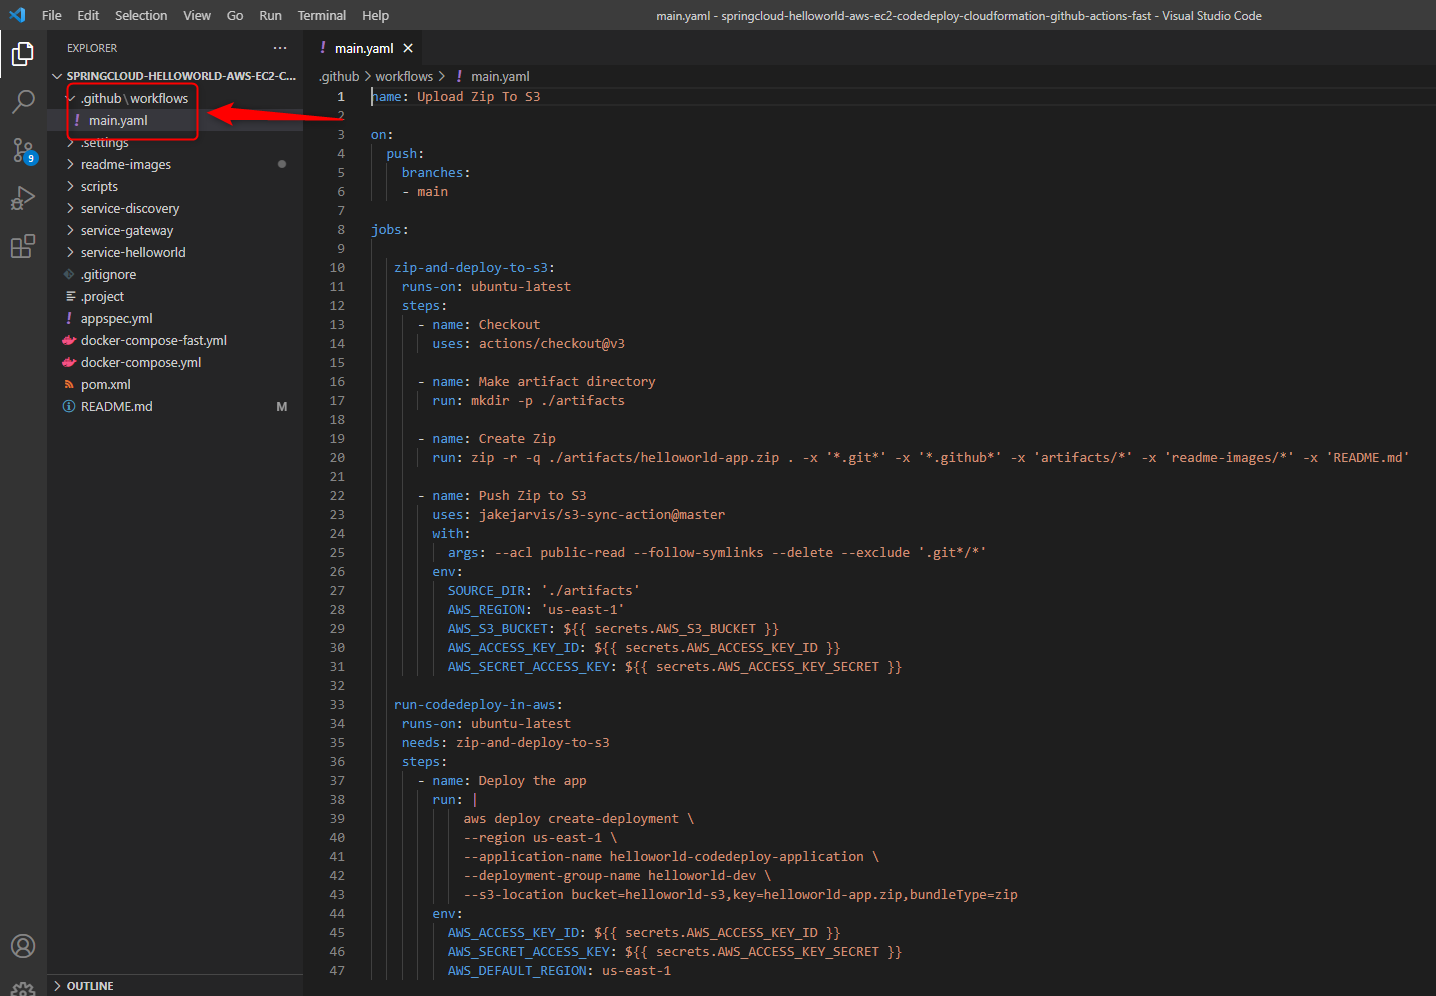 File Edit Selection View Go Run Terminal Help
main.yaml - springcloud-helloworld-aws-ec2-codedeploy-cloudformation-github-actions-fast - Visual Studio Code
EXPLORER
SPRINGCLOUD-HELLOWORLD-AWS-EC2-C...
.github\workflows
! main.yaml
.settings
readme-images
scripts
service-discovery
service-gateway
service-helloworld
.gitignore
.project
! appspec.yml
docker-compose-fast.yml
docker-compose.yml
pom.xml
README.md M
OUTLINE
9
! main.yaml
.github > workflows > ! main.yaml
1 name: Upload Zip To S3
2
3 on:
4 push:
5 branches:
6 - main
7
8 jobs:
9
10 zip-and-deploy-to-s3:
11 runs-on: ubuntu-latest
12 steps:
13 - name: Checkout
14 uses: actions/checkout@v3
15
16 - name: Make artifact directory
17 run: mkdir -p ./artifacts
18
19 - name: Create Zip
20 run: zip -r -q ./artifacts/helloworld-app.zip . -x '*.git*' -x '*.github*' -x 'artifacts/*' -x 'readme-images/*' -x 'README.md'
21
22 - name: Push Zip to S3
23 uses: jakejarvis/s3-sync-action@master
24 with:
25 args: --acl public-read --follow-symlinks --delete --exclude '.git*/*'
26 env:
27 SOURCE_DIR: './artifacts'
28 AWS_REGION: 'us-east-1'
29 AWS_S3_BUCKET: ${{ secrets.AWS_S3_BUCKET }}
30 AWS_ACCESS_KEY_ID: ${{ secrets.AWS_ACCESS_KEY_ID }}
31 AWS_SECRET_ACCESS_KEY: ${{ secrets.AWS_ACCESS_KEY_SECRET }}
32
33 run-codedeploy-in-aws:
34 runs-on: ubuntu-latest
35 needs: zip-and-deploy-to-s3
36 steps:
37 - name: Deploy the app
38 run: |
39 aws deploy create-deployment \
40 --region us-east-1 \
41 --application-name helloworld-codedeploy-application \
42 --deployment-group-name helloworld-dev \
43 --s3-location bucket=helloworld-s3,key=helloworld-app.zip,bundleType=zip
44 env:
45 AWS_ACCESS_KEY_ID: ${{ secrets.AWS_ACCESS_KEY_ID }}
46 AWS_SECRET_ACCESS_KEY: ${{ secrets.AWS_ACCESS_KEY_SECRET }}
47 AWS_DEFAULT_REGION: us-east-1